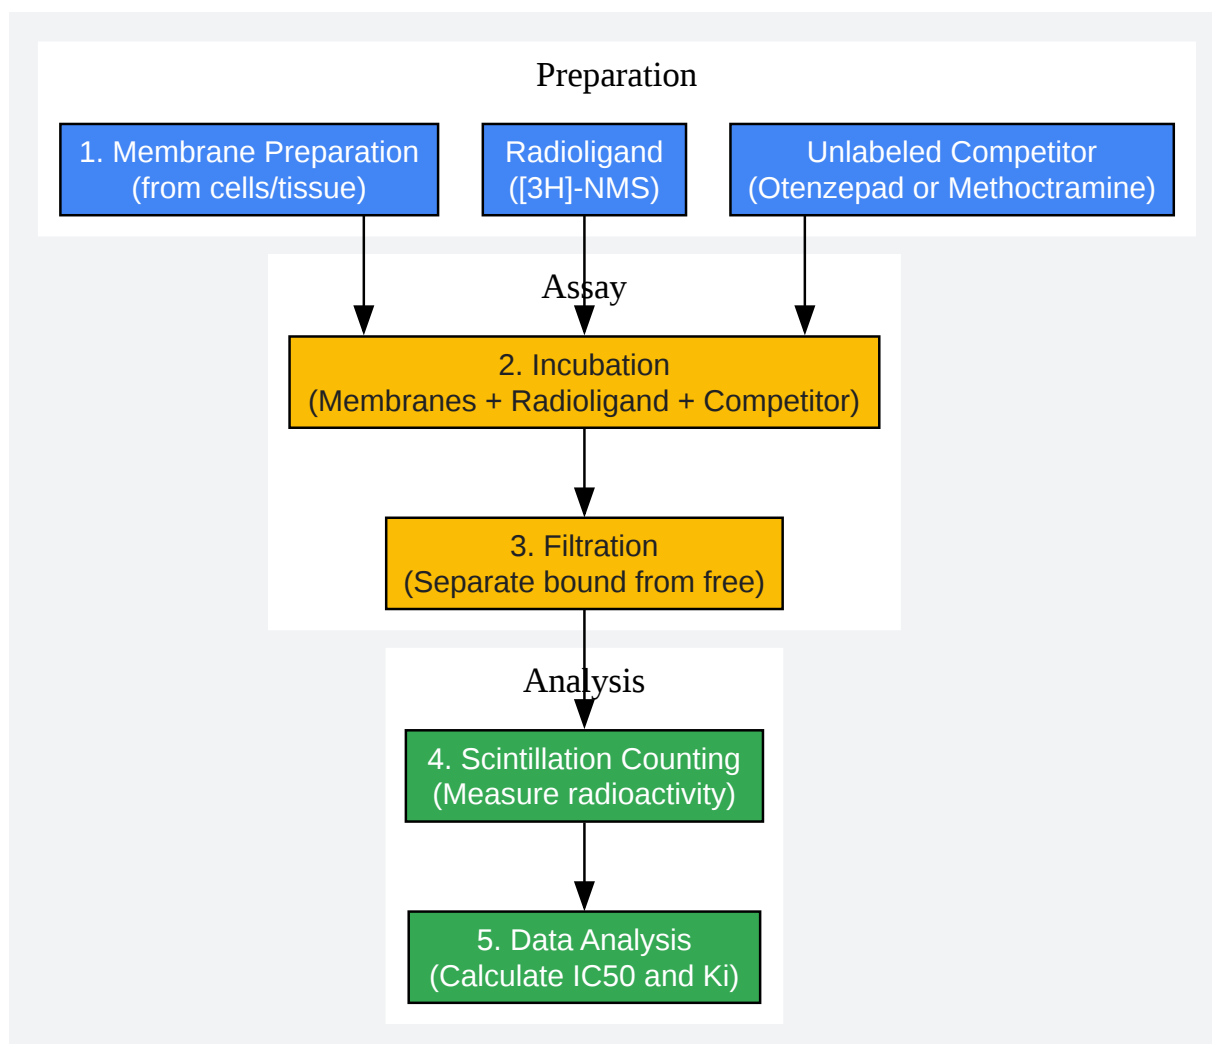 Preparation
1. Membrane Preparation
(from cells/tissue)
Radioligand
([3H]-NMS)
Unlabeled Competitor
(Otenzepad or Methoctramine)
Assay
2. Incubation
(Membranes + Radioligand + Competitor)
3. Filtration
(Separate bound from free)
Analysis
4. Scintillation Counting
(Measure radioactivity)
5. Data Analysis
(Calculate IC50 and Ki)